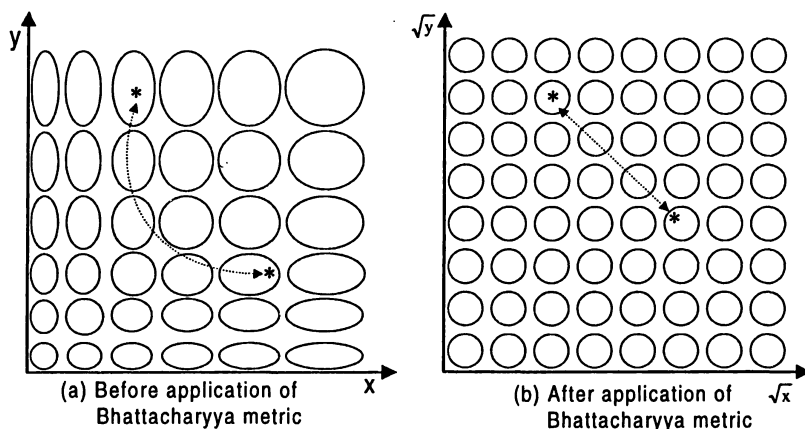 y
x
(a) Before application of
Bhattacharyya metric
√y
√x
(b) After application of
Bhattacharyya metric